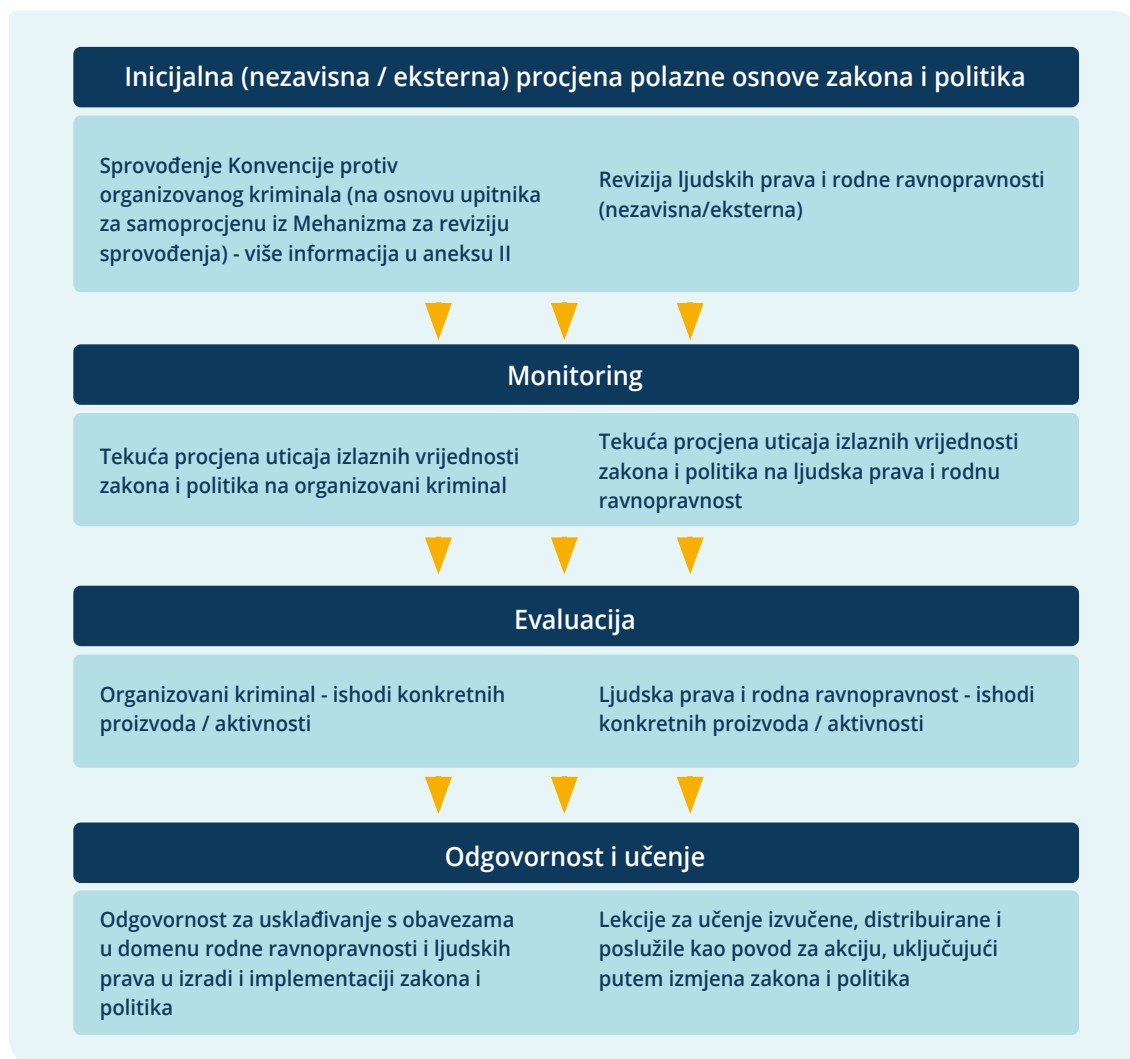 Inicijalna (nezavisna / eksterna) procjena polazne osnove zakona i politika
Sprovođenje Konvencije protiv
organizovanog kriminala (na osnovu upitnika
za samoprocjenu iz Mehanizma za reviziju
sprovođenja) - više informacija u aneksu II
Revizija ljudskih prava i rodne ravnopravnosti
(nezavisna/eksterna)
Monitoring
Tekuća procjena uticaja izlaznih vrijednosti
zakona i politika na organizovani kriminal
Tekuća procjena uticaja izlaznih vrijednosti
zakona i politika na ljudska prava i rodnu
ravnopravnost
Evaluacija
Organizovani kriminal - ishodi konkretnih
proizvoda / aktivnosti
Ljudska prava i rodna ravnopravnost - ishodi
konkretnih proizvoda / aktivnosti
Odgovornost i učenje
Odgovornost za usklađivanje s obavezama
u domenu rodne ravnopravnosti i ljudskih
prava u izradi i implementaciji zakona i
politika
Lekcije za učenje izvučene, distribuirane i
poslužile kao povod za akciju, uključujući
putem izmjena zakona i politika